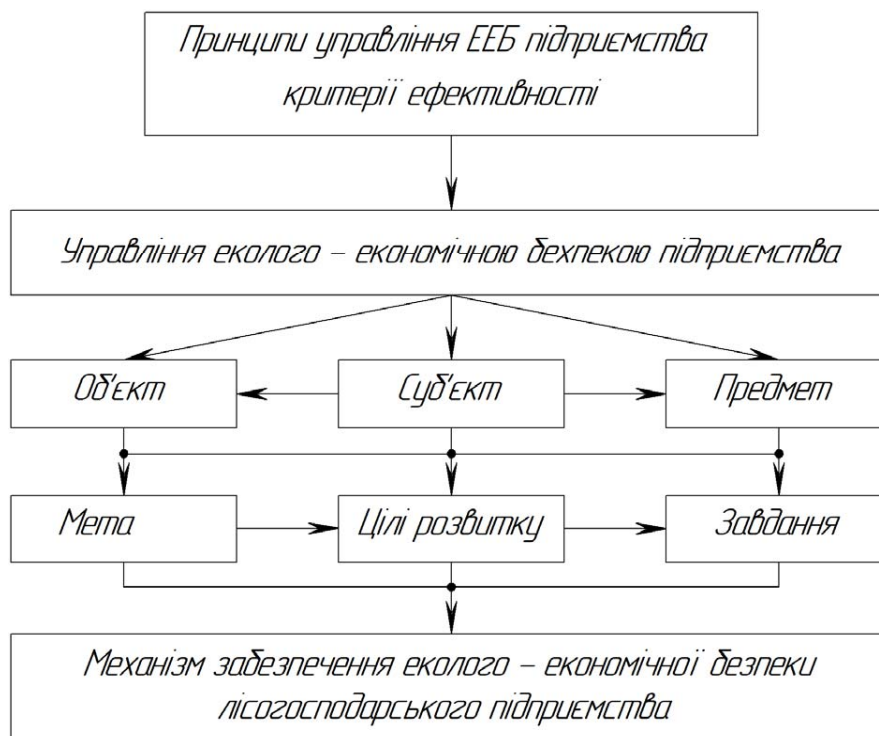 Принципи управління ЕЕБ підприємства
критерії ефективності
Управління еколого – економічною бехпекою підприємства
Об'єкт
Суб'єкт
Предмет
Мета
Цілі розвитку
Завдання
Механізм забезпечення еколого – економічної безпеки
лісогосподарського підприємства